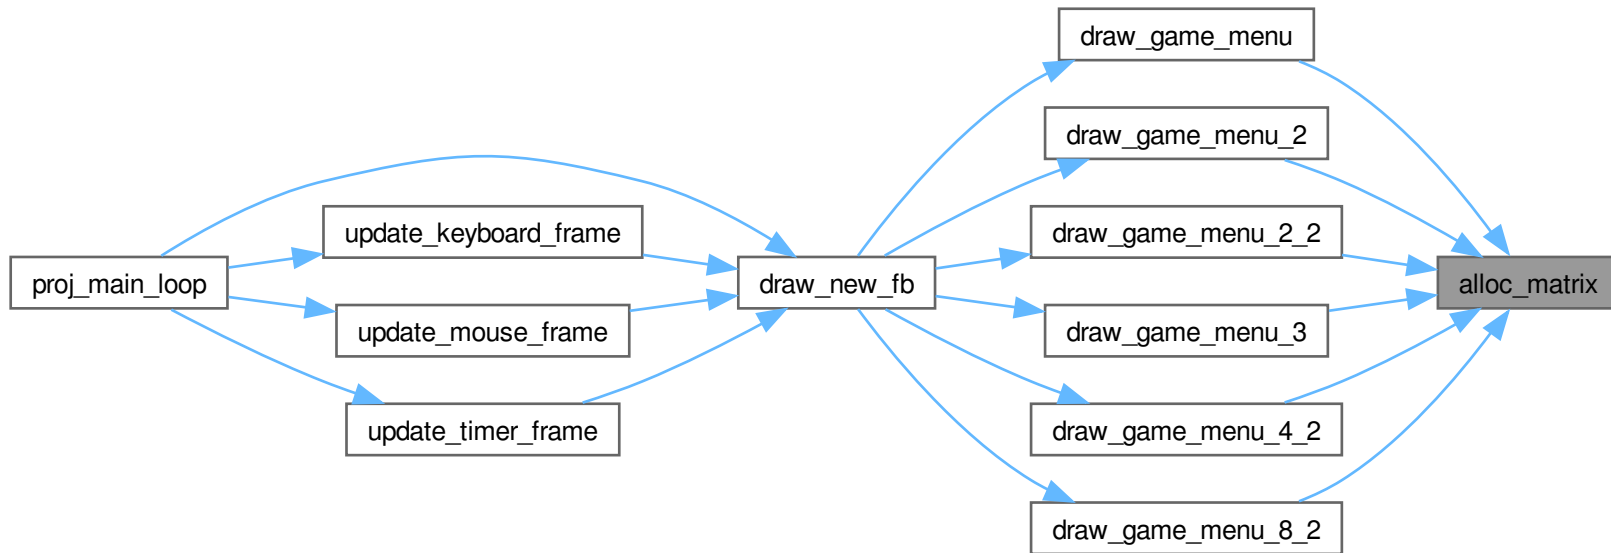 draw_game_menu
draw_game_menu_2
update_keyboard_frame
draw_game_menu_2_2
proj_main_loop
draw_new_fb
alloc_matrix
update_mouse_frame
draw_game_menu_3
update_timer_frame
draw_game_menu_4_2
draw_game_menu_8_2